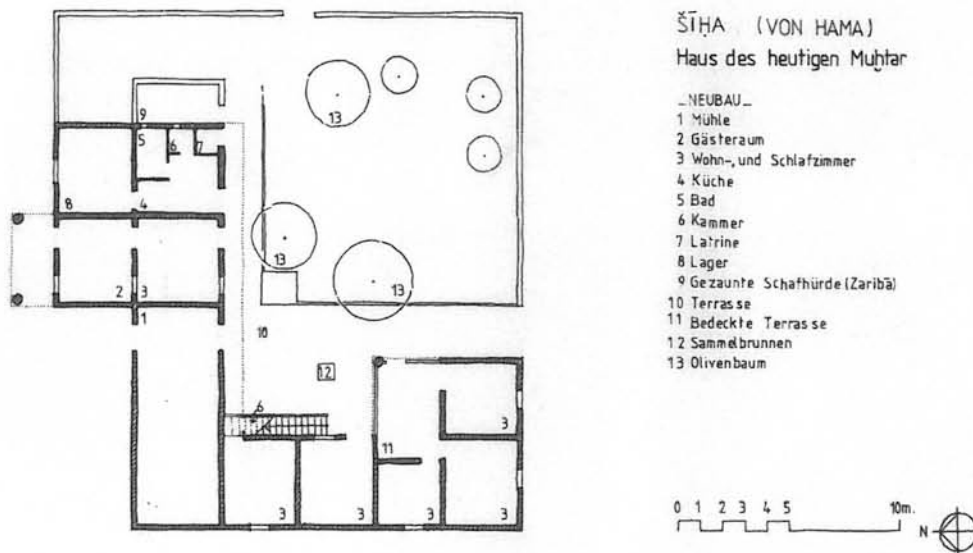 ŠĪḤA (VON HAMA)
Haus des heutigen Muḫtar
_NEUBAU_
1 Mühle
2 Gästeraum
3 Wohn-, und Schlafzimmer
4 Küche
5 Bad
6 Kammer
7 Latrine
8 Lager
9 Gezaunte Schafhürde (Zaribā)
10 Terrasse
11 Bedeckte Terrasse
12 Sammelbrunnen
13 Olivenbaum
13
9
5 6 7
8 4
13
13
2 3
1
10
12
6
3
11
3 3 3 3
0 1 2 3 4 5 10m.
N